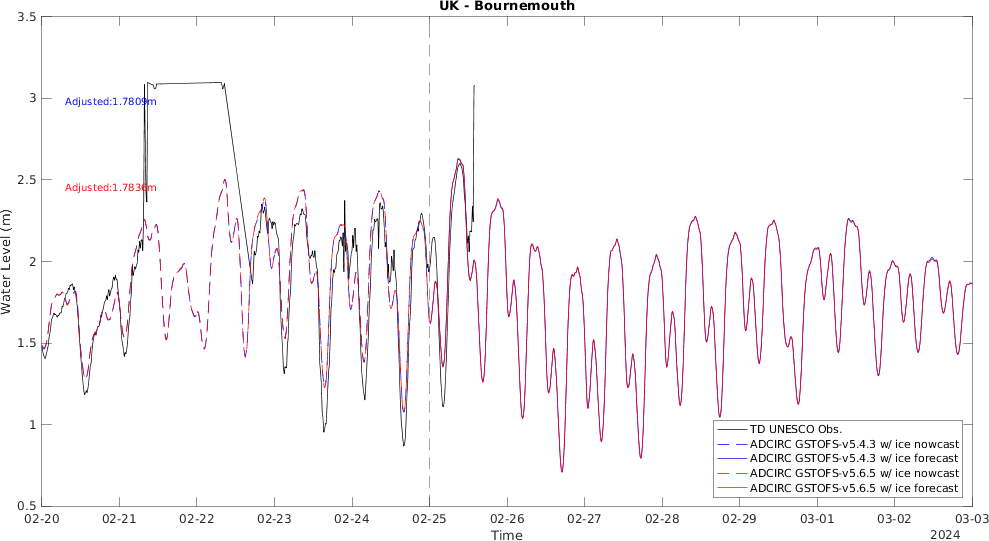 UK - Bournemouth
3.5
3
2.5
2
1.5
1
0.5
Water Level (m)
Adjusted:1.7809m
Adjusted:1.7836m
TD UNESCO Obs.
ADCIRC GSTOFS-v5.4.3 w/ ice nowcast
ADCIRC GSTOFS-v5.4.3 w/ ice forecast
ADCIRC GSTOFS-v5.6.5 w/ ice nowcast
ADCIRC GSTOFS-v5.6.5 w/ ice forecast
02-20 02-21 02-22 02-23 02-24 02-25 02-26 02-27 02-28 02-29 03-01 03-02 03-03
Time
2024